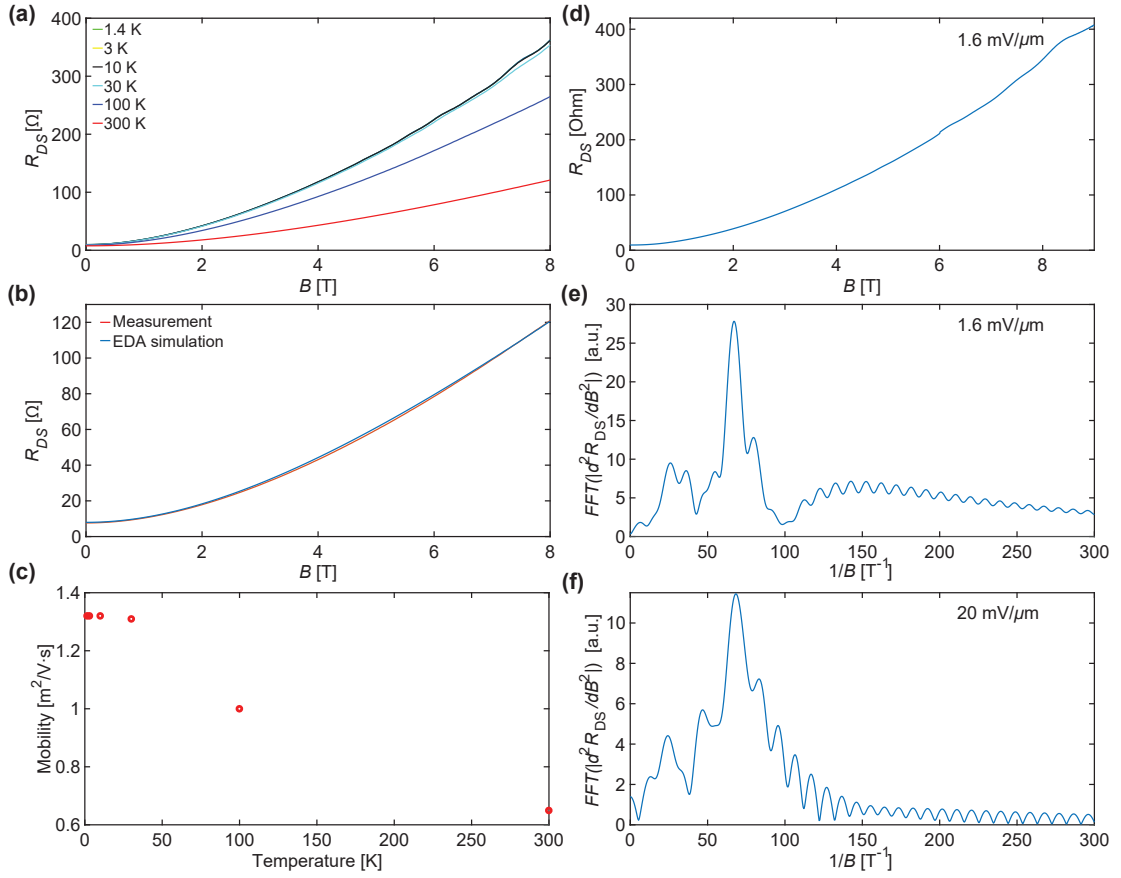 (a)
400
300
200
100
0
R_DS [Ω]
1.4 K
3 K
10 K
30 K
100 K
300 K
0 2 4 6 8
B [T]
(b)
120
100
80
60
40
20
0
R_DS [Ω]
Measurement
EDA simulation
0 2 4 6 8
B [T]
(c)
1.4
1.2
1
0.8
0.6
Mobility [m²/V·s]
0 50 100 150 200 250 300
Temperature [K]
(d)
400
300
200
100
0
R_DS [Ohm]
1.6 mV/µm
0 2 4 6 8
B [T]
(e)
30
25
20
15
10
5
0
FFT(|d²R_DS/dB²|) [a.u.]
1.6 mV/µm
0 50 100 150 200 250 300
1/B [T⁻¹]
(f)
10
8
6
4
2
0
FFT(|d²R_DS/dB²|) [a.u.]
20 mV/µm
0 50 100 150 200 250 300
1/B [T⁻¹]